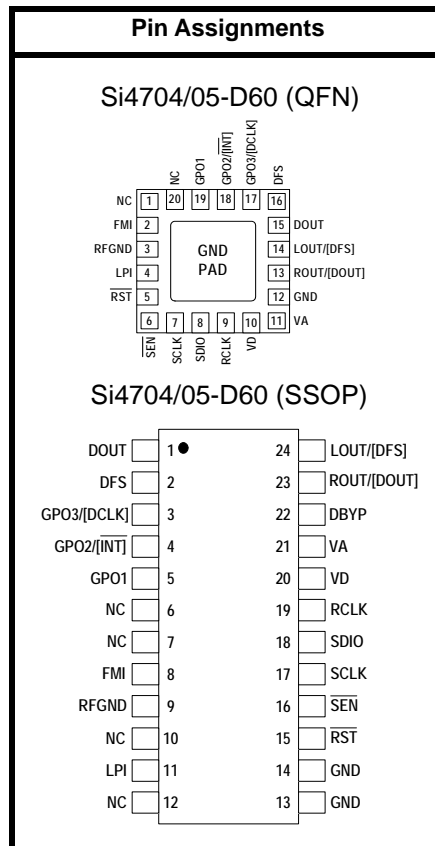 Pin Assignments
Si4704/05-D60 (QFN)
NC
GPO1
GPO2/[INT]
GPO3/[DCLK]
DFS
NC 1 20 19 18 17 16
FMI 2 15 DOUT
RFGND 3 GND PAD 14 LOUT/[DFS]
LPI 4 13 ROUT/[DOUT]
RST 5 12 GND
6 7 8 9 10 11 VA
SEN
SCLK
SDIO
RCLK
VD
Si4704/05-D60 (SSOP)
DOUT 1 24 LOUT/[DFS]
DFS 2 23 ROUT/[DOUT]
GPO3/[DCLK] 3 22 DBYP
GPO2/[INT] 4 21 VA
GPO1 5 20 VD
NC 6 19 RCLK
NC 7 18 SDIO
FMI 8 17 SCLK
RFGND 9 16 SEN
NC 10 15 RST
LPI 11 14 GND
NC 12 13 GND